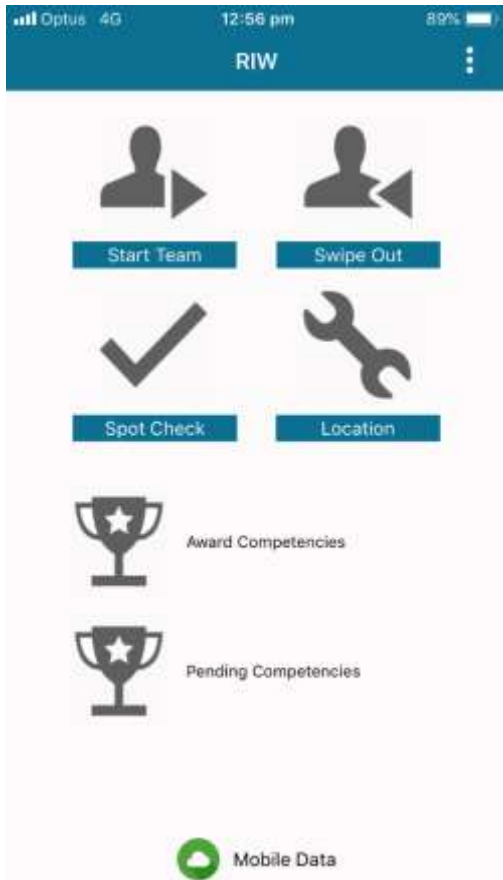 Optus 4G 12:56 pm 89%
RIW
Start Team Swipe Out
Spot Check Location
Award Competencies
Pending Competencies
Mobile Data